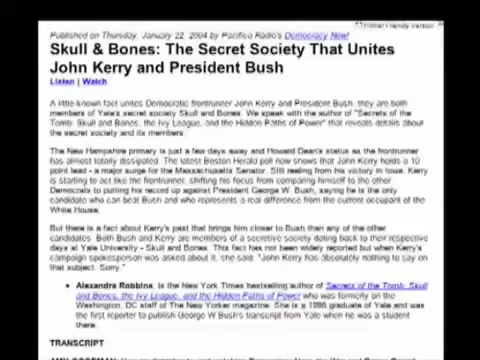 Printer Friendly Version
Published on Thursday, January 22, 2004 by Pacifica Radio's Democracy Now!
Skull & Bones: The Secret Society That Unites
John Kerry and President Bush
Listen | Watch
A little known fact unites Democratic frontrunner John Kerry and President Bush, they are both
members of Yale's secret society Skull and Bones. We speak with the author of "Secrets of the
Tomb: Skull and Bones, the Ivy League, and the Hidden Paths of Power" that reveals details about
the secret society and its members.
The New Hampshire primary is just a few days away and Howard Dean's status as the frontrunner
has almost totally dissipated. The latest Boston Herald poll now shows that John Kerry holds a 10
point lead - a major surge for the Massachusetts Senator. Still reeling from his victory in Iowa. Kerry
is starting to act like the frontrunner, shifting his focus from comparing himself to the other
Democrats to putting his record up against President George W. Bush, saying he is the only
candidate who can beat Bush and who represents a real difference from the current occupant of the
White House.
But there is a fact about Kerry's past that brings him closer to Bush than any of the other
candidates. Both Bush and Kerry are members of a secretive society dating back to their respective
days at Yale University - Skull and Bones. This fact has not been widely reported but when Kerry's
campaign spokesperson was asked about it, she said: "John Kerry has absolutely nothing to say on
that subject. Sorry."
• Alexandra Robbins, is the New York Times bestselling author of Secrets of the Tomb: Skull
and Bones, the Ivy League, and the Hidden Paths of Power who was formerly on the
Washington, DC staff of The New Yorker magazine. She is a 1998 graduate of Yale and was
the first reporter to publish George W Bush's transcript from Yale when he was a student
there.
TRANSCRIPT